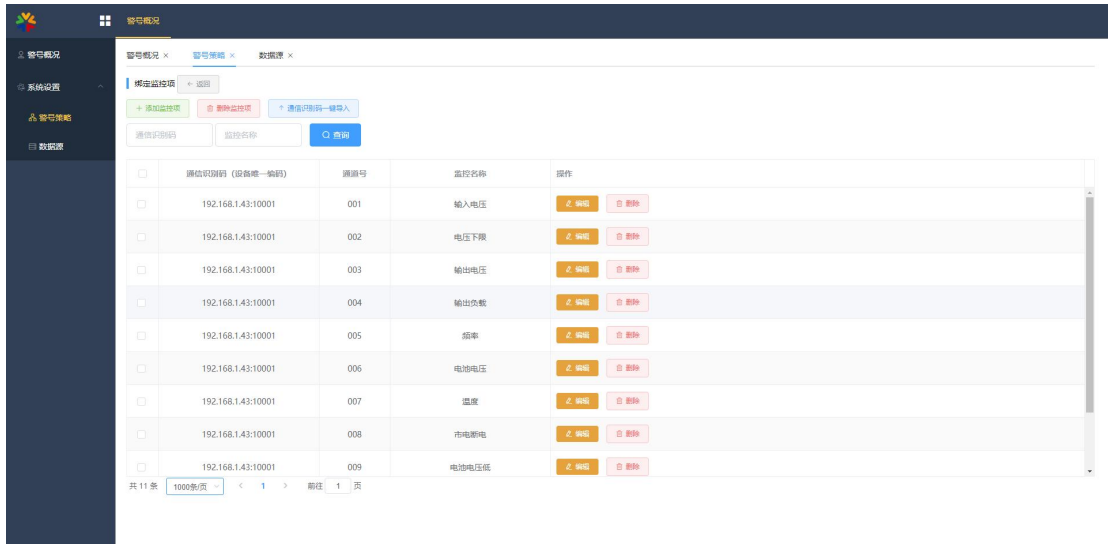 警号概况
警号概况
系统设置
警号策略
数据源
警号概况 × 警号策略 × 数据源 ×
绑定监控项 ← 返回
+ 添加监控项 删除监控项 ↑ 通信识别码一键导入
通信识别码 监控名称 查询
通信识别码（设备唯一编码） 通道号 监控名称 操作
192.168.1.43:10001 001 输入电压 编辑 删除
192.168.1.43:10001 002 电压下限 编辑 删除
192.168.1.43:10001 003 输出电压 编辑 删除
192.168.1.43:10001 004 输出负载 编辑 删除
192.168.1.43:10001 005 频率 编辑 删除
192.168.1.43:10001 006 电池电压 编辑 删除
192.168.1.43:10001 007 温度 编辑 删除
192.168.1.43:10001 008 市电断电 编辑 删除
192.168.1.43:10001 009 电池电压低 编辑 删除
共 11 条 1000条/页 < 1 > 前往 1 页